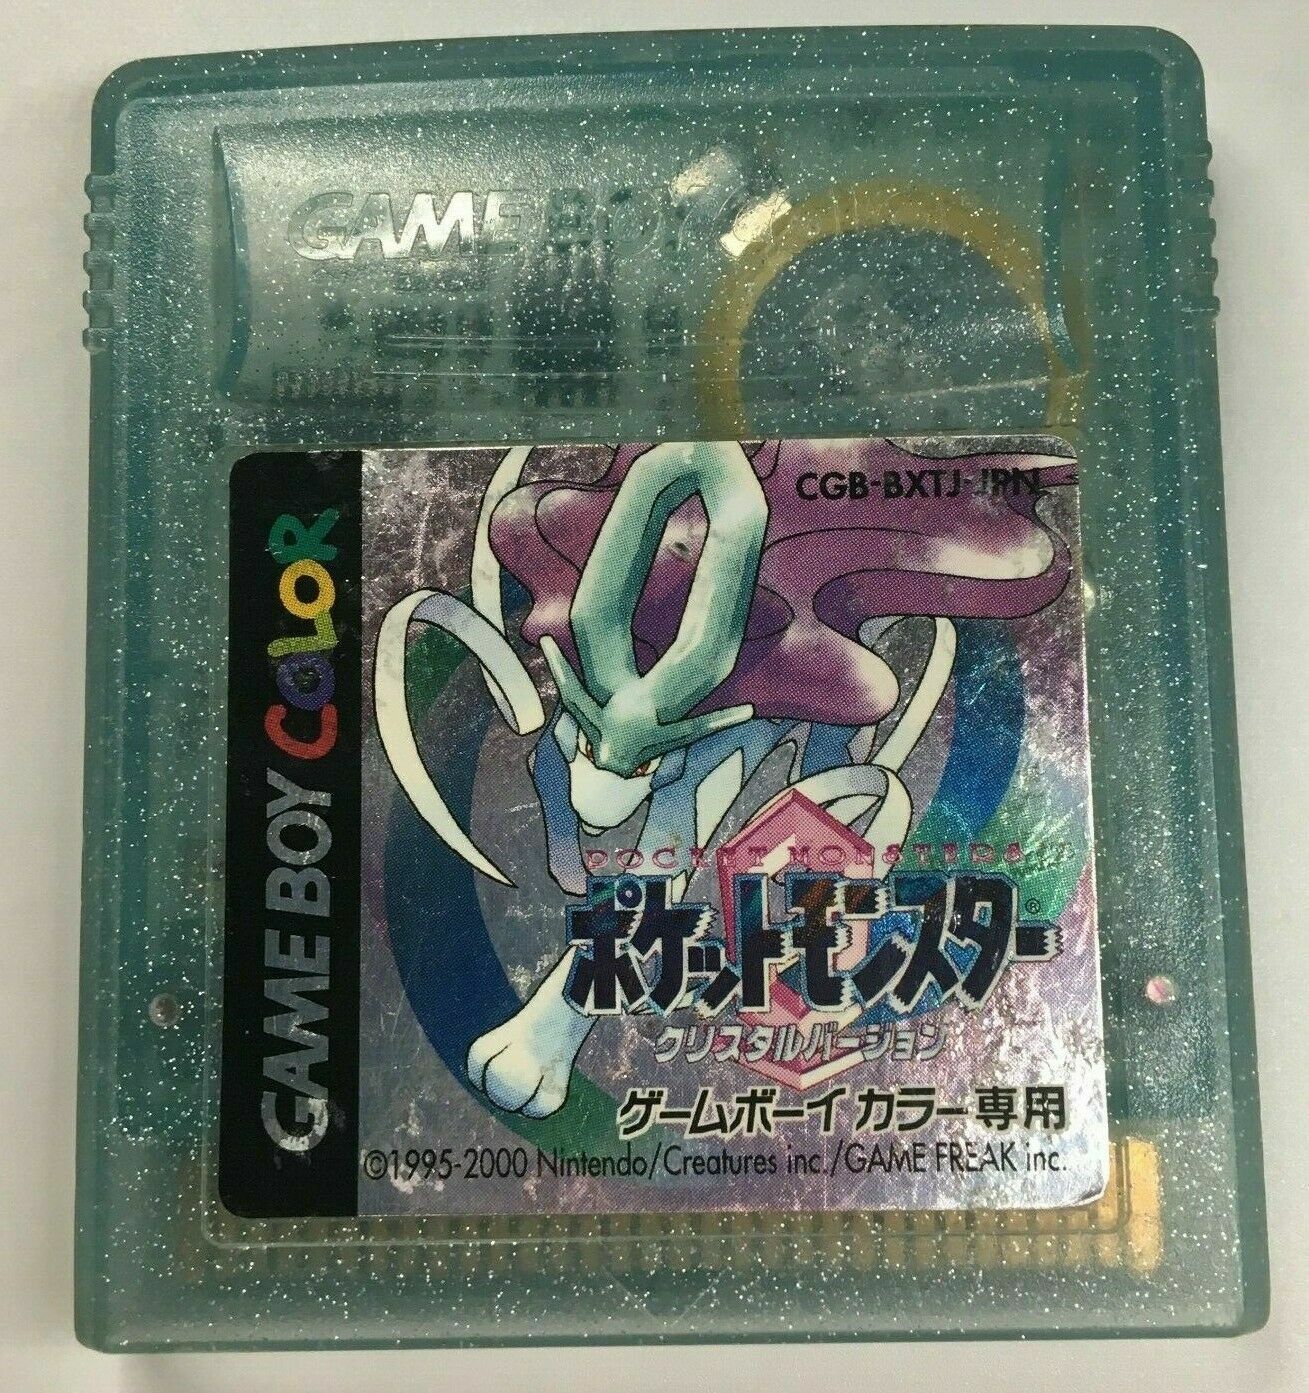 GAME BOY
GAME BOY COLOR
CGB-BXTJ-JPN
POCKET MONSTERS
ポケットモンスター®
クリスタルバージョン
ゲームボーイカラー専用
©1995-2000 Nintendo/Creatures inc./GAME FREAK inc.